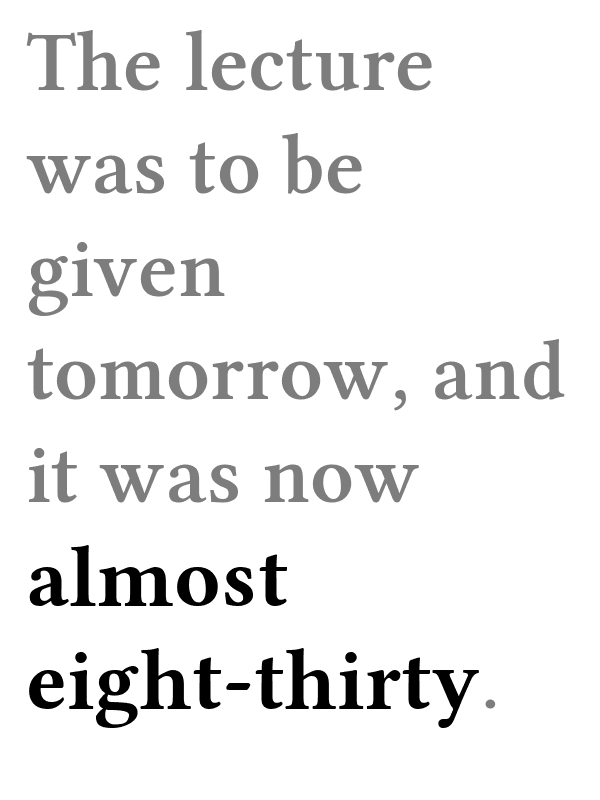 The lecture
was to be
given
tomorrow, and
it was now
almost
eight-thirty.